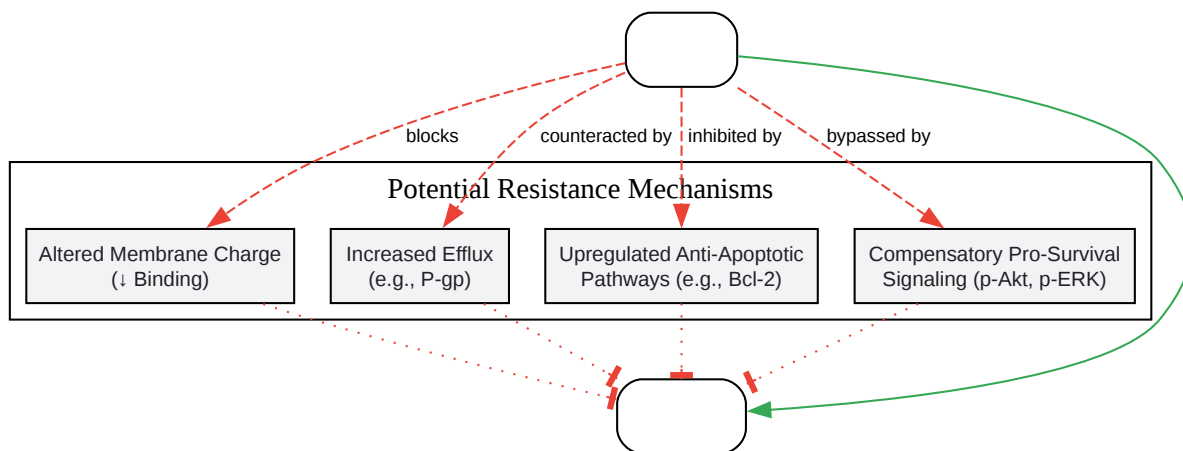 blocks
counteracted by
inhibited by
bypassed by
Potential Resistance Mechanisms
Altered Membrane Charge
(↓ Binding)
Increased Efflux
(e.g., P-gp)
Upregulated Anti-Apoptotic
Pathways (e.g., Bcl-2)
Compensatory Pro-Survival
Signaling (p-Akt, p-ERK)